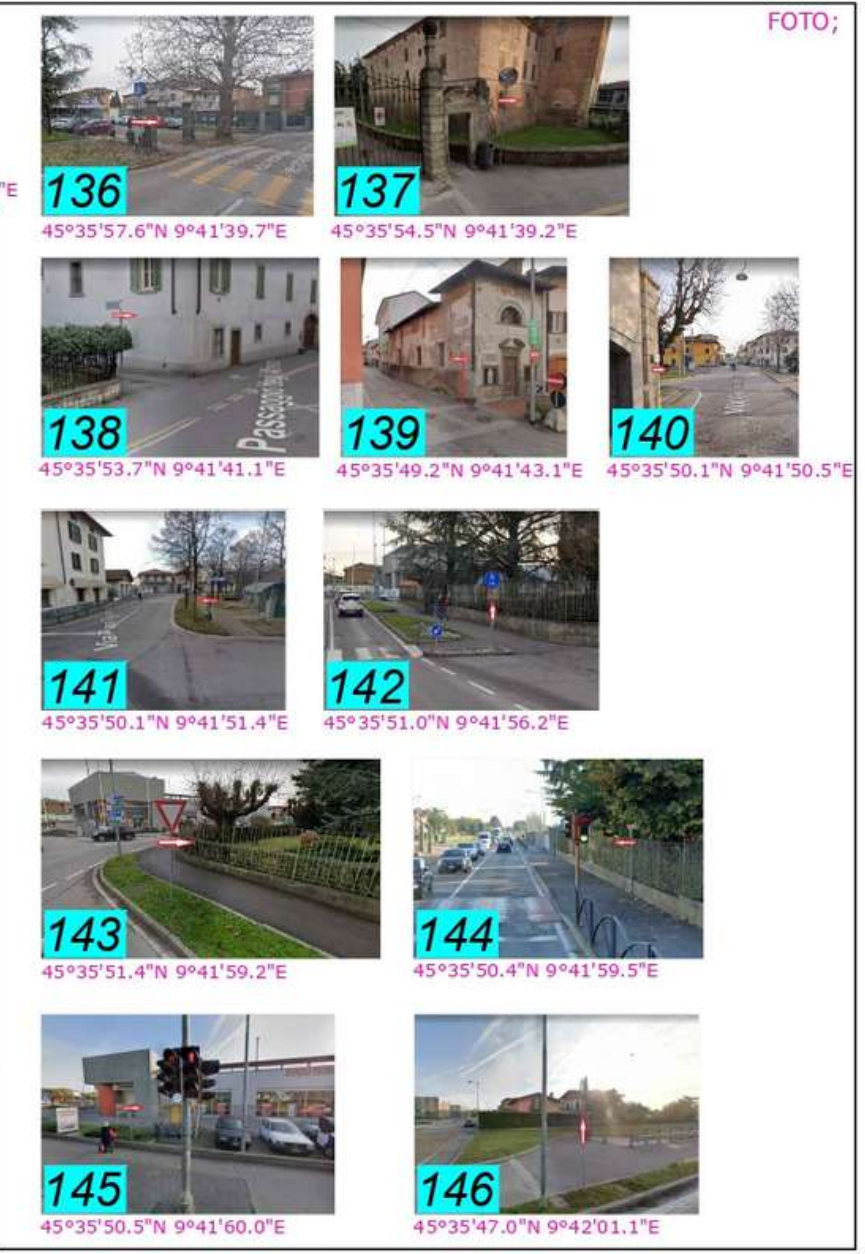 FOTO;
"E
136 137
45°35'57.6"N 9°41'39.7"E 45°35'54.5"N 9°41'39.2"E
Passaggio
138 139 140
45°35'53.7"N 9°41'41.1"E 45°35'49.2"N 9°41'43.1"E 45°35'50.1"N 9°41'50.5"E
Via
141 142
45°35'50.1"N 9°41'51.4"E 45°35'51.0"N 9°41'56.2"E
143 144
45°35'51.4"N 9°41'59.2"E 45°35'50.4"N 9°41'59.5"E
145 146
45°35'50.5"N 9°41'60.0"E 45°35'47.0"N 9°42'01.1"E